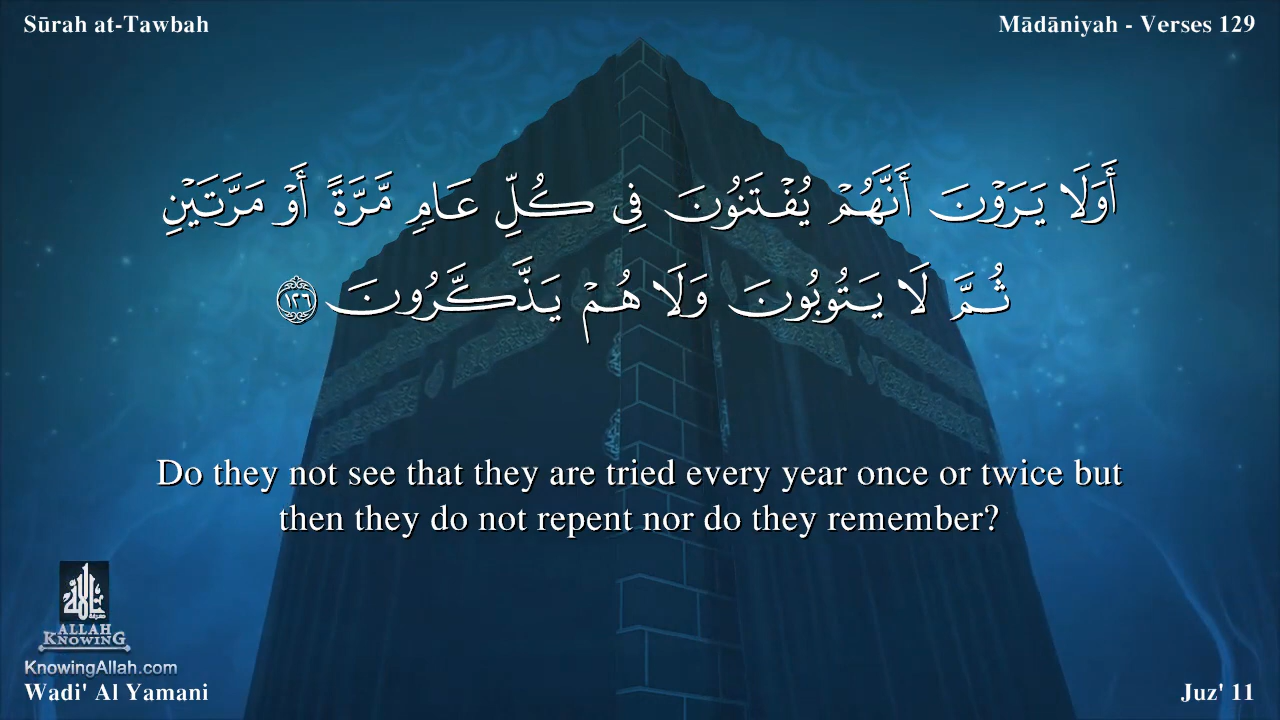 Sūrah at-Tawbah
Mādāniyah - Verses 129
أَوَلَا يَرَوْنَ أَنَّهُمْ يُفْتَنُونَ فِى كُلِّ عَامٍ مَّرَّةً أَوْ مَرَّتَيْنِ
ثُمَّ لَا يَتُوبُونَ وَلَا هُمْ يَذَّكَّرُونَ ١٢٦
Do they not see that they are tried every year once or twice but
then they do not repent nor do they remember?
ALLAH
KNOWING
KnowingAllah.com
Wadi' Al Yamani
Juz' 11